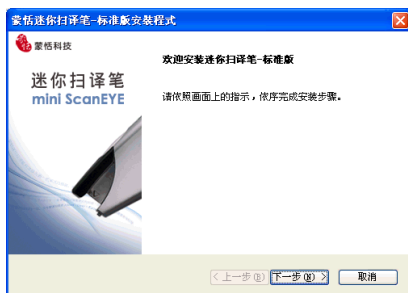 蒙恬迷你扫译笔-标准版安装程式
蒙恬科技
迷你扫译笔
mini ScanEYE
欢迎安装迷你扫译笔-标准版
请依照画面上的指示，依序完成安装步骤。
< 上一步(B)
下一步(N) >
取消